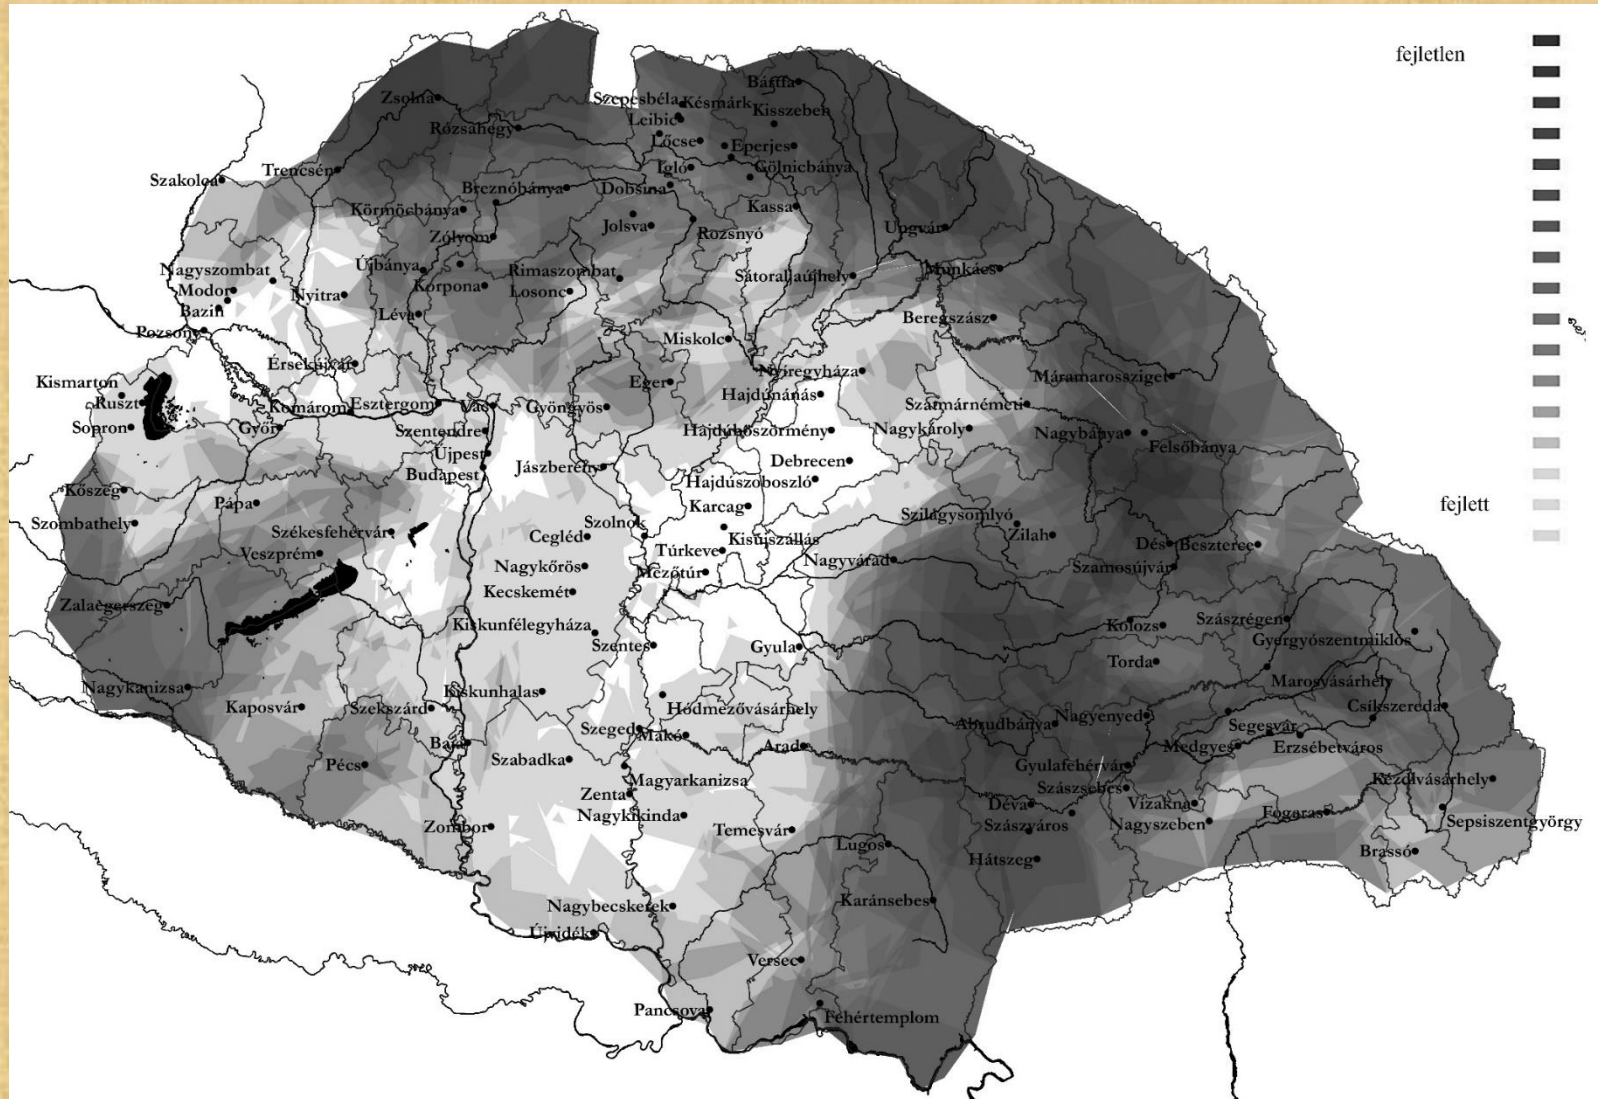 fejletlen
fejlett
Bártfa
Zsolna
Szepesbéla
Késmárk
Leibic
Kisszeben
Rózsahegy
Lőcse
Eperjes
Trencsén
Igló
Gölnicbánya
Szakolca
Breznóbánya
Dobsina
Körmöcbánya
Kassa
Jolsva
Rozsnyó
Ungvár
Zólyom
Nagyszombat
Újbánya
Rimaszombat
Sátoraljaújhely
Munkács
Modor
Nyitra
Korpona
Losonc
Bazin
Léva
Beregszász
Pozsony
Miskolc
Érsekújvár
Nyíregyháza
Kismarton
Eger
Máramarossziget
Ruszt
Hajdúnánás
Komárom
Esztergom
Vác
Gyöngyös
Szatmárnémeti
Sopron
Győr
Szentendre
Hajdúböszörmény
Nagykároly
Nagybánya
Felsőbánya
Újpest
Debrecen
Budapest
Jászberény
Hajdúszoboszló
Kőszeg
Pápa
Karcag
Szombathely
Székesfehérvár
Szolnok
Szilágysomlyó
Cegléd
Kisújszállás
Zilah
Veszprém
Túrkeve
Dés
Beszterce
Nagykőrös
Mezőtúr
Nagyvárad
Szamosújvár
Kecskemét
Zalaegerszeg
Kiskunfélegyháza
Kolozs
Szászrégen
Gyergyószentmiklós
Szentes
Gyula
Torda
Nagykanizsa
Kiskunhalas
Marosvásárhely
Kaposvár
Szekszárd
Hódmezővásárhely
Csíkszereda
Abrudbánya
Nagyenyed
Segesvár
Szeged
Makó
Baja
Arad
Medgyes
Erzsébetváros
Pécs
Szabadka
Gyulafehérvár
Magyarkanizsa
Kézdivásárhely
Szászsebes
Zenta
Déva
Vízakna
Nagykikinda
Fogaras
Zombor
Temesvár
Szászváros
Nagyszeben
Sepsiszentgyörgy
Lugos
Hátszeg
Brassó
Nagybecskerek
Karánsebes
Újvidék
Versec
Pancsova
Fehértemplom